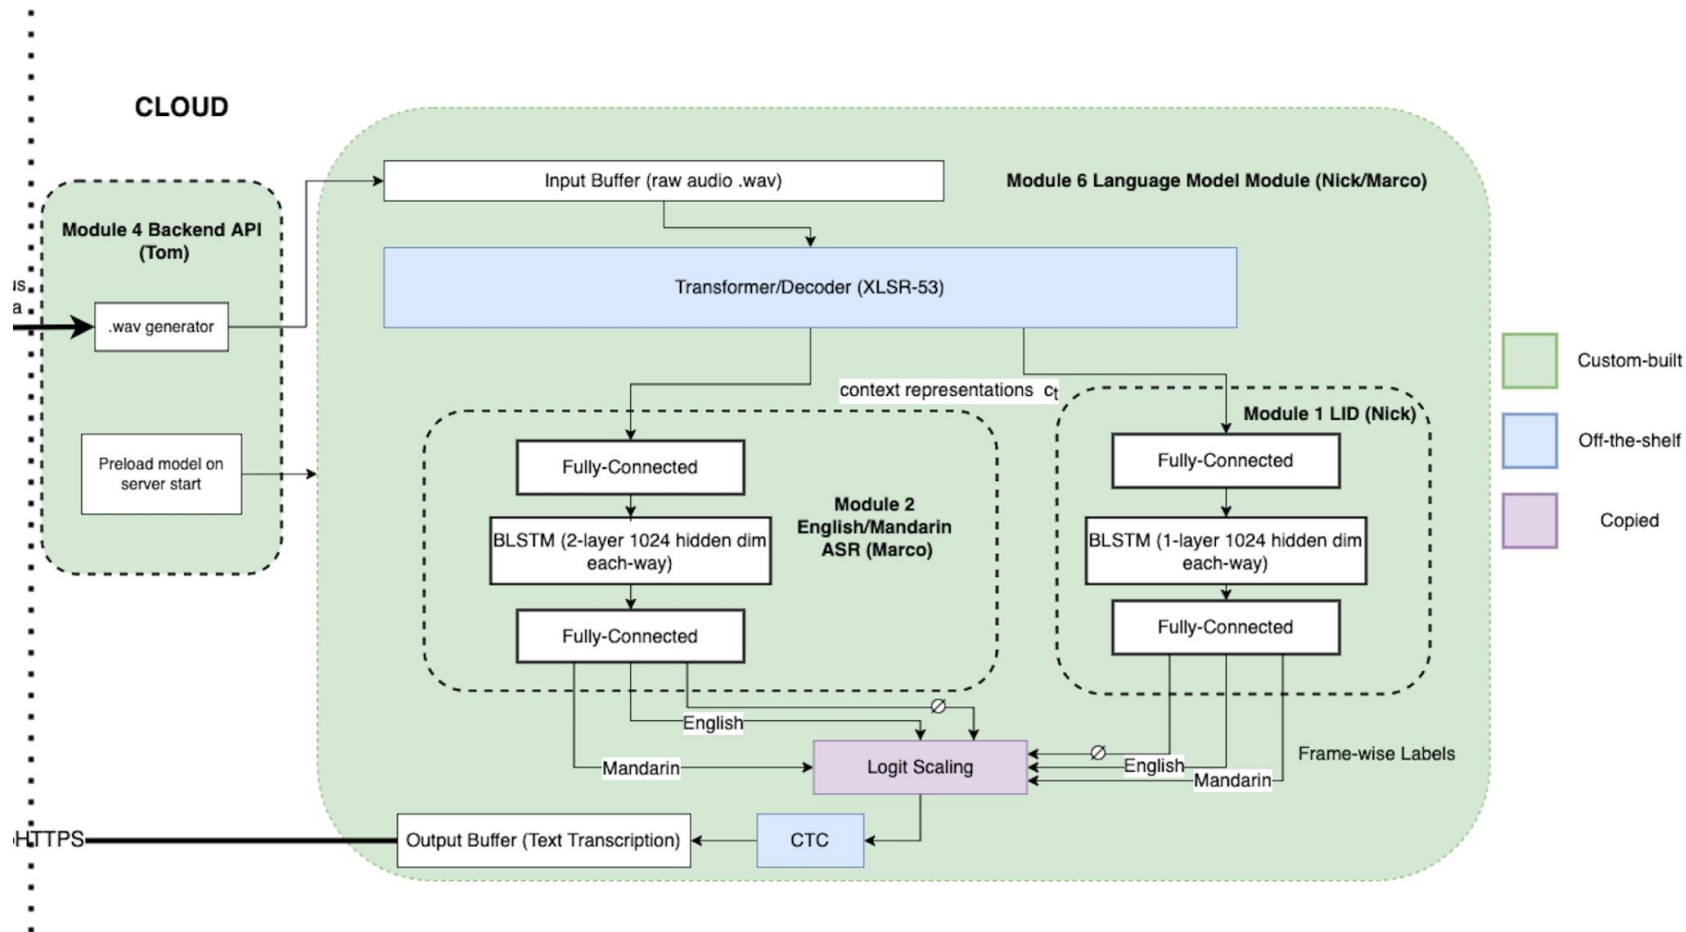 CLOUD
Input Buffer (raw audio .wav)
Module 6 Language Model Module (Nick/Marco)
Module 4 Backend API
(Tom)
Transformer/Decoder (XLSR-53)
us
a
.wav generator
Custom-built
context representations ct
Module 1 LID (Nick)
Off-the-shelf
Fully-Connected
Fully-Connected
Preload model on
server start
Module 2
English/Mandarin
ASR (Marco)
Copied
BLSTM (2-layer 1024 hidden dim
each-way)
BLSTM (1-layer 1024 hidden dim
each-way)
Fully-Connected
Fully-Connected
∅
English
Mandarin
Logit Scaling
∅
English
Mandarin
Frame-wise Labels
HTTPS
Output Buffer (Text Transcription)
CTC